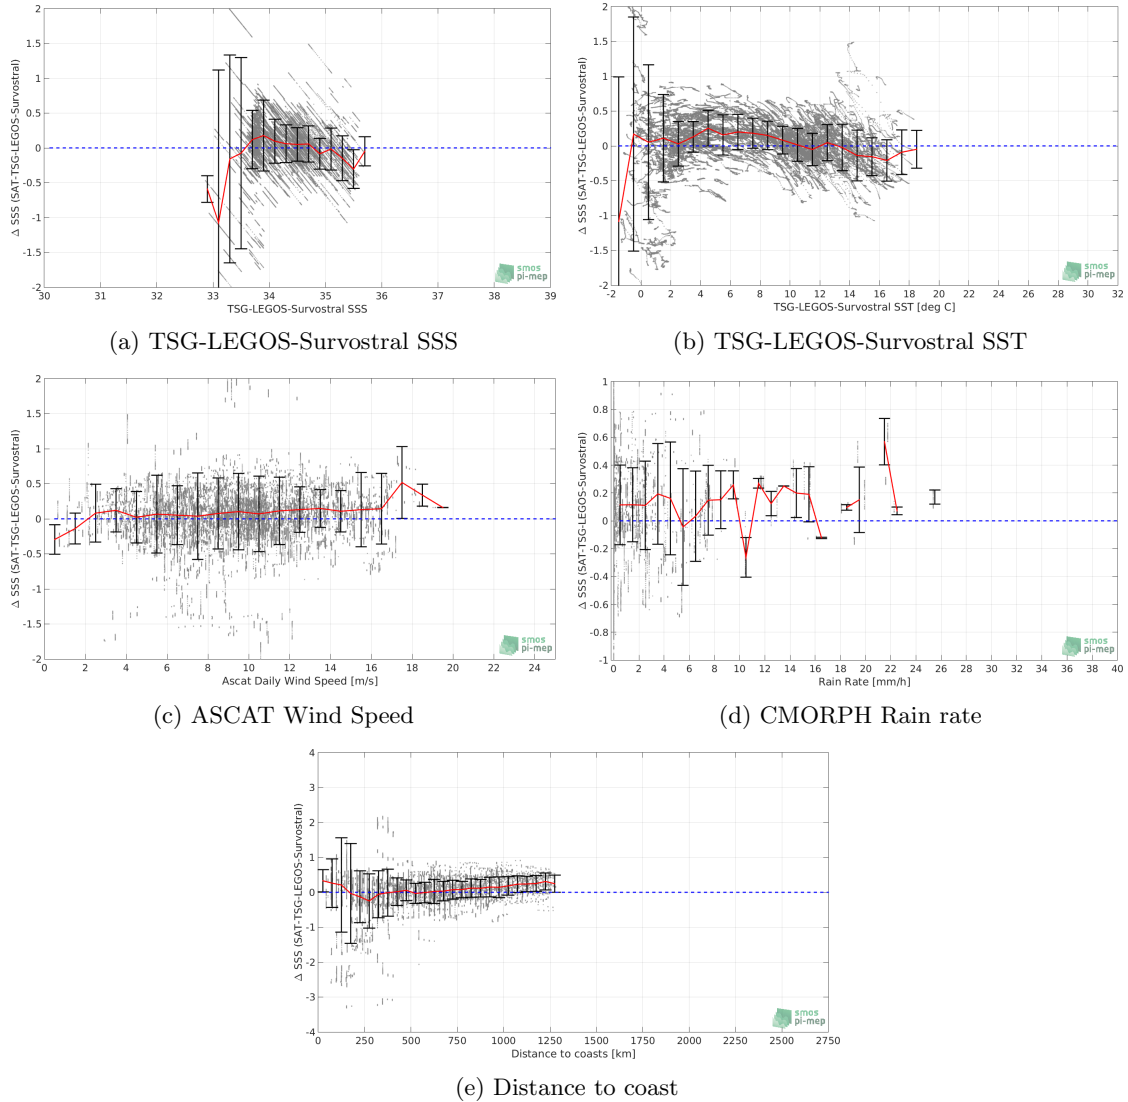 2
1.5
1
0.5
0
-0.5
-1
-1.5
-2
Δ SSS (SAT-TSG-LEGOS-Survostral)
30 31 32 33 34 35 36 37 38 39
TSG-LEGOS-Survostral SSS
smos
pi-mep
(a) TSG-LEGOS-Survostral SSS
2
1.5
1
0.5
0
-0.5
-1
-1.5
-2
Δ SSS (SAT-TSG-LEGOS-Survostral)
-2 0 2 4 6 8 10 12 14 16 18 20 22 24 26 28 30 32
TSG-LEGOS-Survostral SST [deg C]
smos
pi-mep
(b) TSG-LEGOS-Survostral SST
2
1.5
1
0.5
0
-0.5
-1
-1.5
-2
Δ SSS (SAT-TSG-LEGOS-Survostral)
0 2 4 6 8 10 12 14 16 18 20 22 24
Ascat Daily Wind Speed [m/s]
smos
pi-mep
(c) ASCAT Wind Speed
1
0.8
0.6
0.4
0.2
0
-0.2
-0.4
-0.6
-0.8
-1
Δ SSS (SAT-TSG-LEGOS-Survostral)
0 2 4 6 8 10 12 14 16 18 20 22 24 26 28 30 32 34 36 38 40
Rain Rate [mm/h]
smos
pi-mep
(d) CMORPH Rain rate
4
3
2
1
0
-1
-2
-3
-4
Δ SSS (SAT-TSG-LEGOS-Survostral)
0 250 500 750 1000 1250 1500 1750 2000 2250 2500 2750
Distance to coasts [km]
smos
pi-mep
(e) Distance to coast